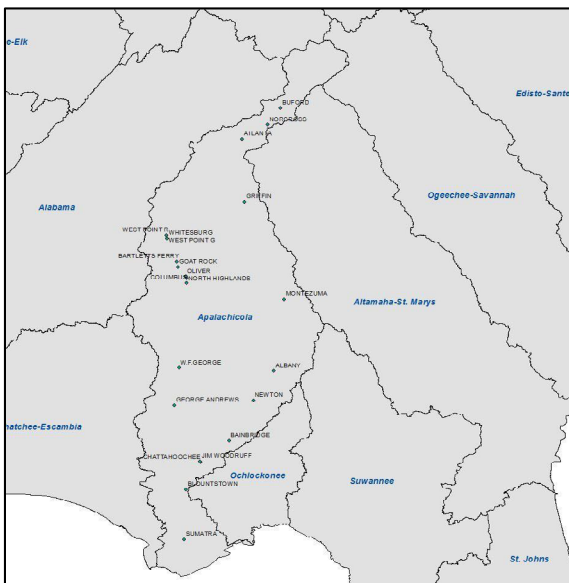 e-Elk
BUFORD
Edisto-Sante
NORCROSS
ATLANTA
Ogeechee-Savannah
GRIFFIN
Alabama
WEST POINT R
WHITESBURG
WEST POINT G
BARTLETTS FERRY
GOAT ROCK
OLIVER
COLUMBUS
NORTH HIGHLANDS
MONTEZUMA
Altamaha-St. Marys
Apalachicola
W.F.GEORGE
ALBANY
NEWTON
GEORGE ANDREWS
hatchee-Escambia
BAINBRIDGE
CHATTAHOOCHEE
JIM WOODRUFF
Ochlockonee
Suwannee
BLOUNTSTOWN
SUMATRA
St. Johns